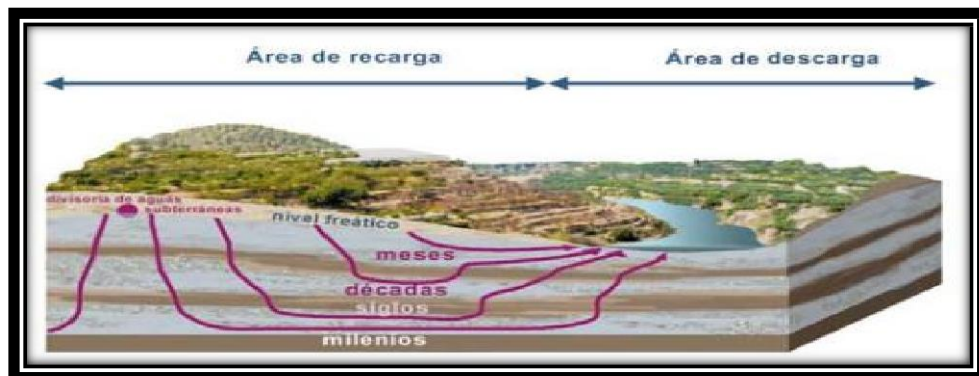 Área de recarga
Área de descarga
divisoria de aguas
subterráneas
nivel freático
meses
décadas
siglos
milenios